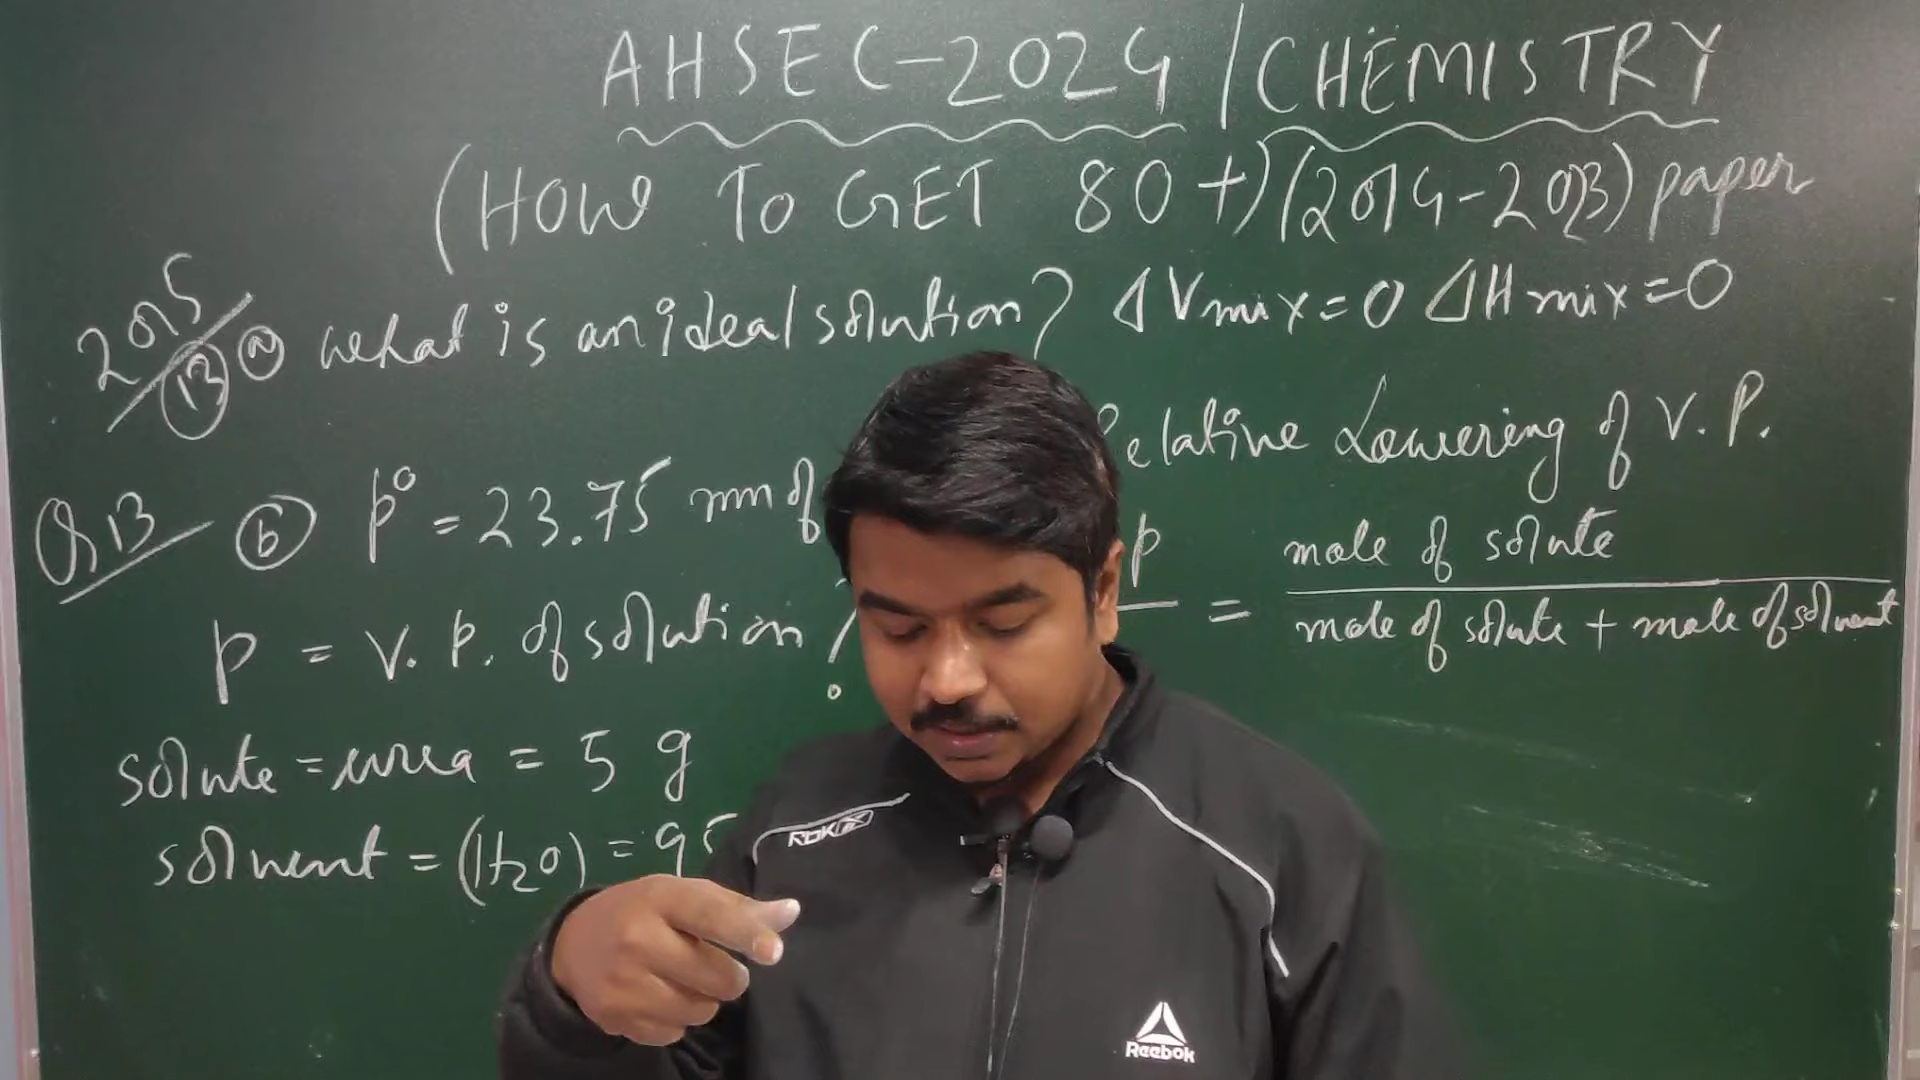 AHSEC-2024 / CHEMISTRY
(HOW TO GET 80+) (2014-2023) paper
2015
13 (a) what is an ideal solution? ΔVmix=0 ΔHmix=0
Relative Lowering of V.P.
Q13 (b) p° = 23.75 mm of
p = mole of solute / mole of solute + mole of solvent
p = v.p. of solution?
solute = urea = 5 g
solvent = (H2O) = 95
RBK
Reebok